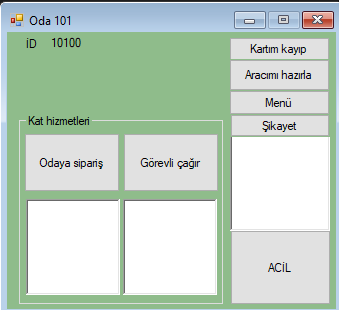 Oda 101
İD 10100
Kartım kayıp
Aracımı hazırla
Menü
Şikayet
Kat hizmetleri
Odaya sipariş
Görevli çağır
ACİL